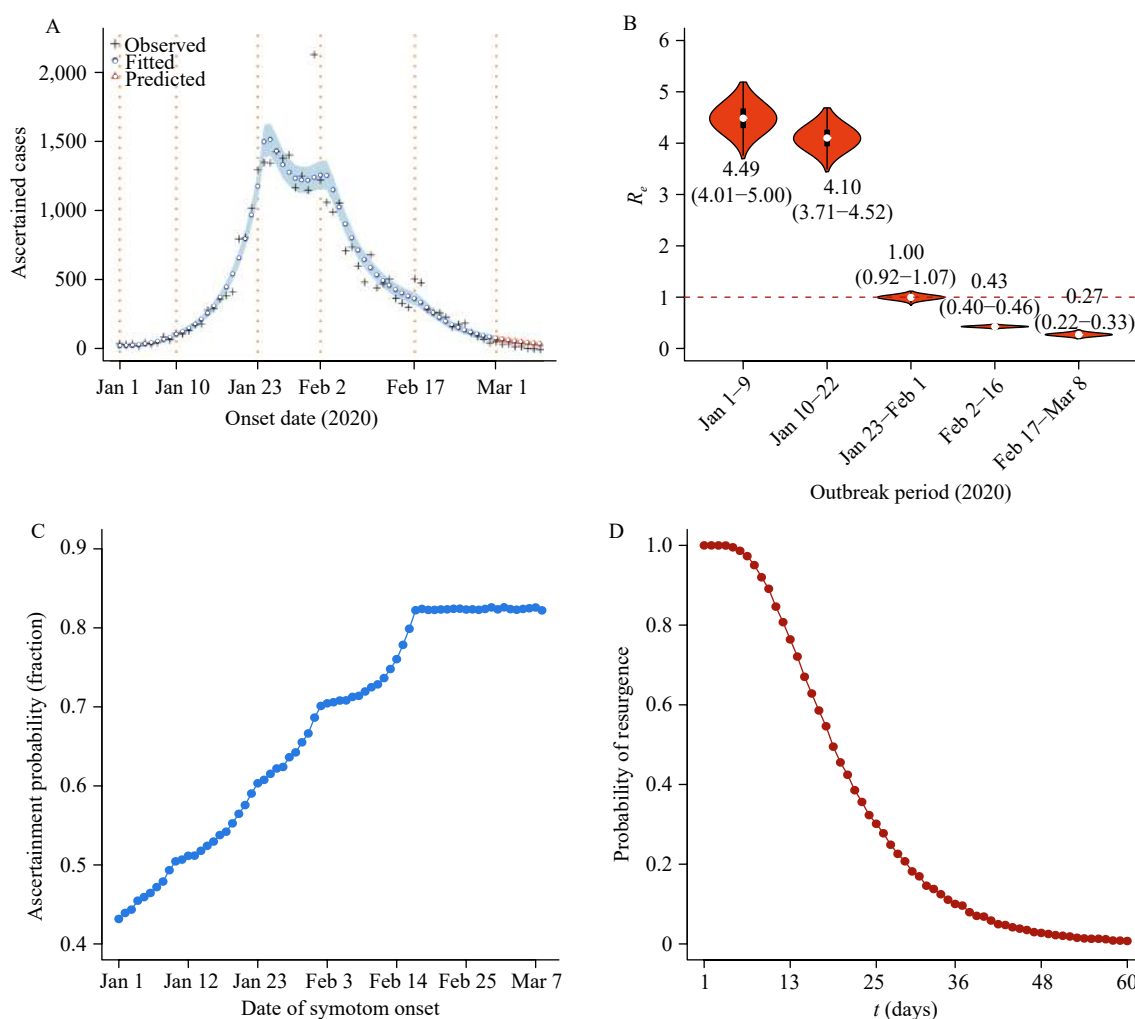 A
Observed
Fitted
Predicted
2,000
1,500
1,000
500
0
Ascertained cases
Jan 1
Jan 10
Jan 23
Feb 2
Feb 17
Mar 1
Onset date (2020)
B
6
5
4
3
2
1
0
Re
4.49
(4.01−5.00)
4.10
(3.71−4.52)
1.00
(0.92−1.07)
0.43
(0.40−0.46)
0.27
(0.22−0.33)
Jan 1−9
Jan 10−22
Jan 23−Feb 1
Feb 2−16
Feb 17−Mar 8
Outbreak period (2020)
C
0.9
0.8
0.7
0.6
0.5
0.4
Ascertainment probability (fraction)
Jan 1
Jan 12
Jan 23
Feb 3
Feb 14
Feb 25
Mar 7
Date of symotom onset
D
1.0
0.8
0.6
0.4
0.2
0
Probability of resurgence
1
13
25
36
48
60
t (days)